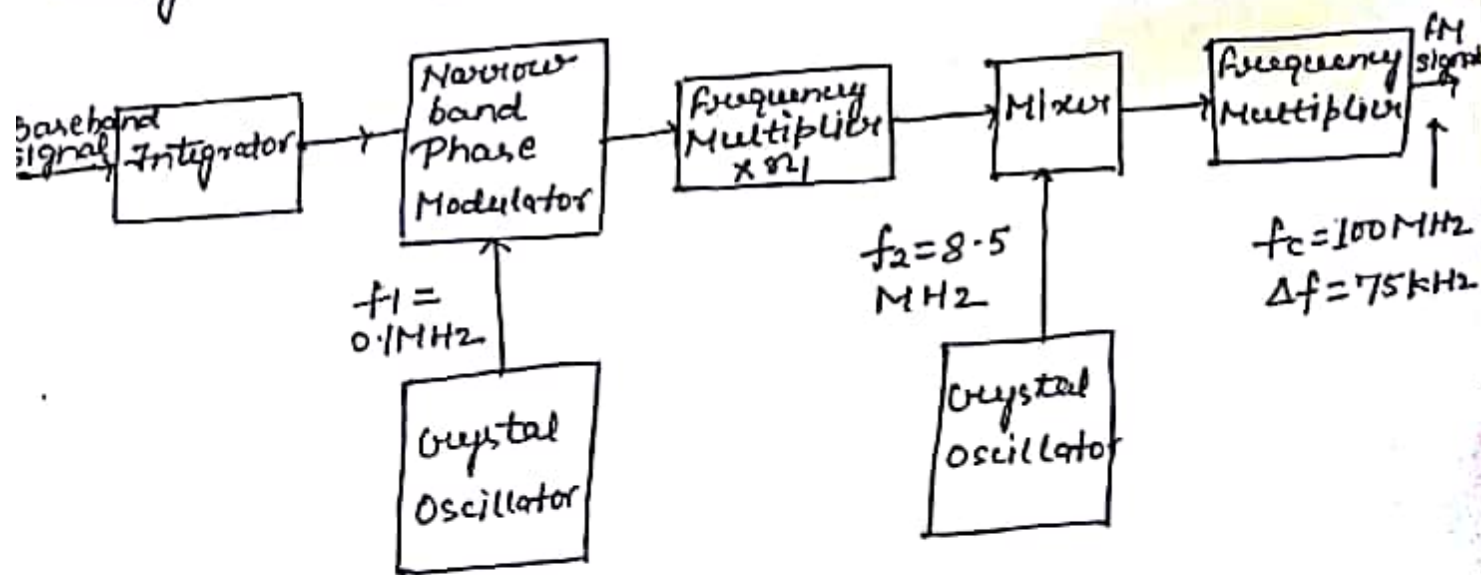 Baseband
signal
Integrator
Narrow
band
Phase
Modulator
f1 =
0.1MHz
Crystal
Oscillator
Frequency
Multiplier
× n1
Mixer
f2 = 8.5
MHz
Crystal
Oscillator
Frequency
Multiplier
FM
signal
fc = 100 MHz
Δf = 75 kHz